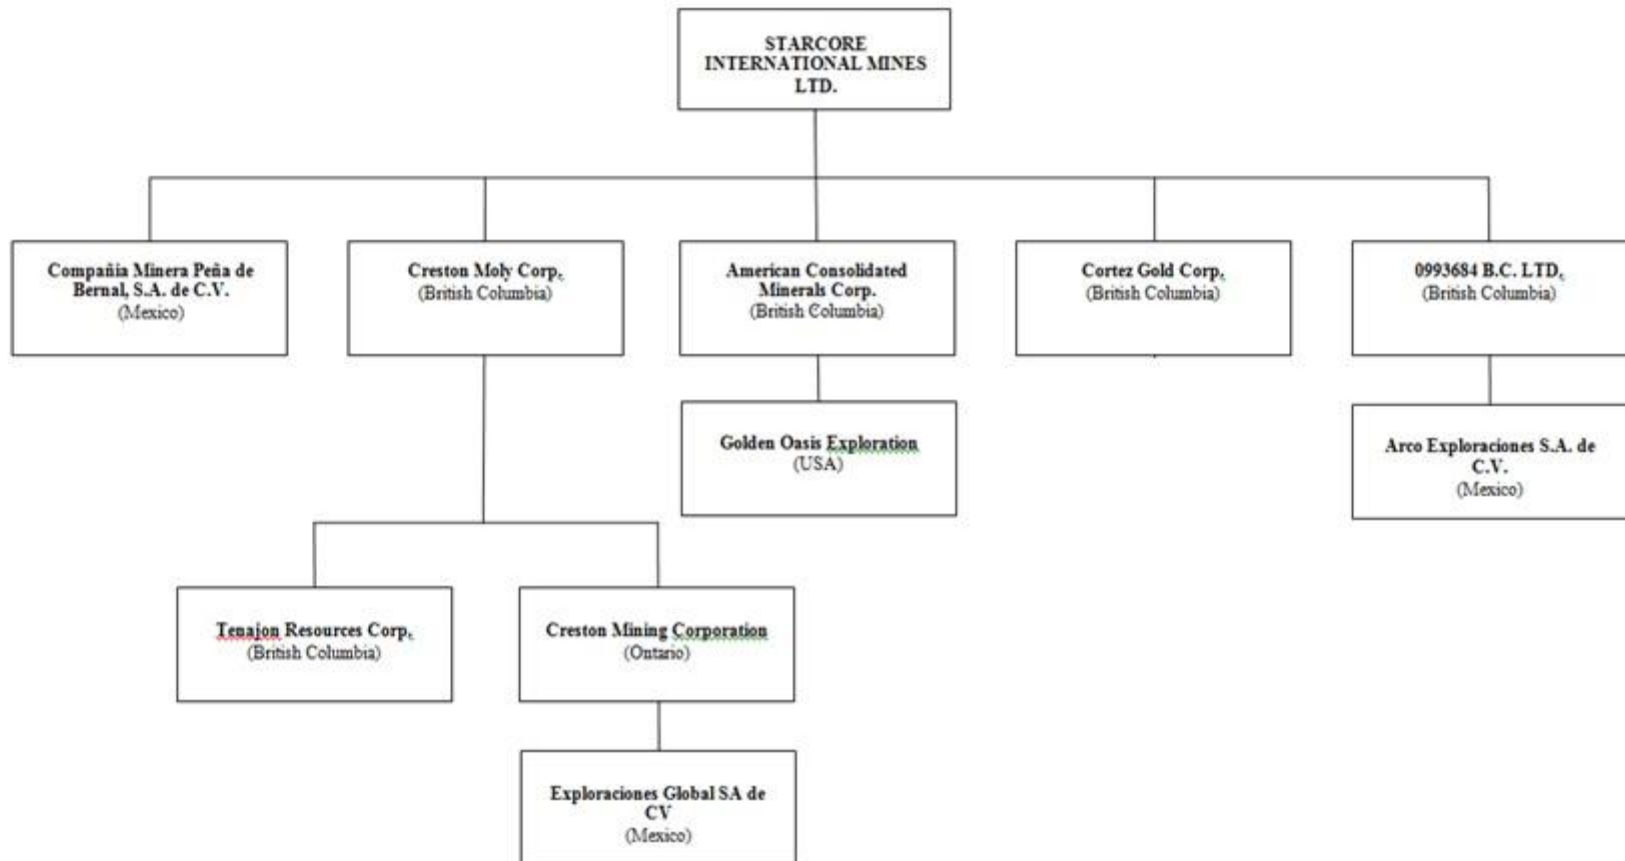 STARCORE
INTERNATIONAL MINES
LTD.
Compañia Minera Peña de
Bernal, S.A. de C.V.
(Mexico)
Creston Moly Corp.
(British Columbia)
American Consolidated
Minerals Corp.
(British Columbia)
Cortez Gold Corp.
(British Columbia)
0993684 B.C. LTD.
(British Columbia)
Golden Oasis Exploration
(USA)
Arco Exploraciones S.A. de
C.V.
(Mexico)
Tenajon Resources Corp.
(British Columbia)
Creston Mining Corporation
(Ontario)
Exploraciones Global SA de
CV
(Mexico)